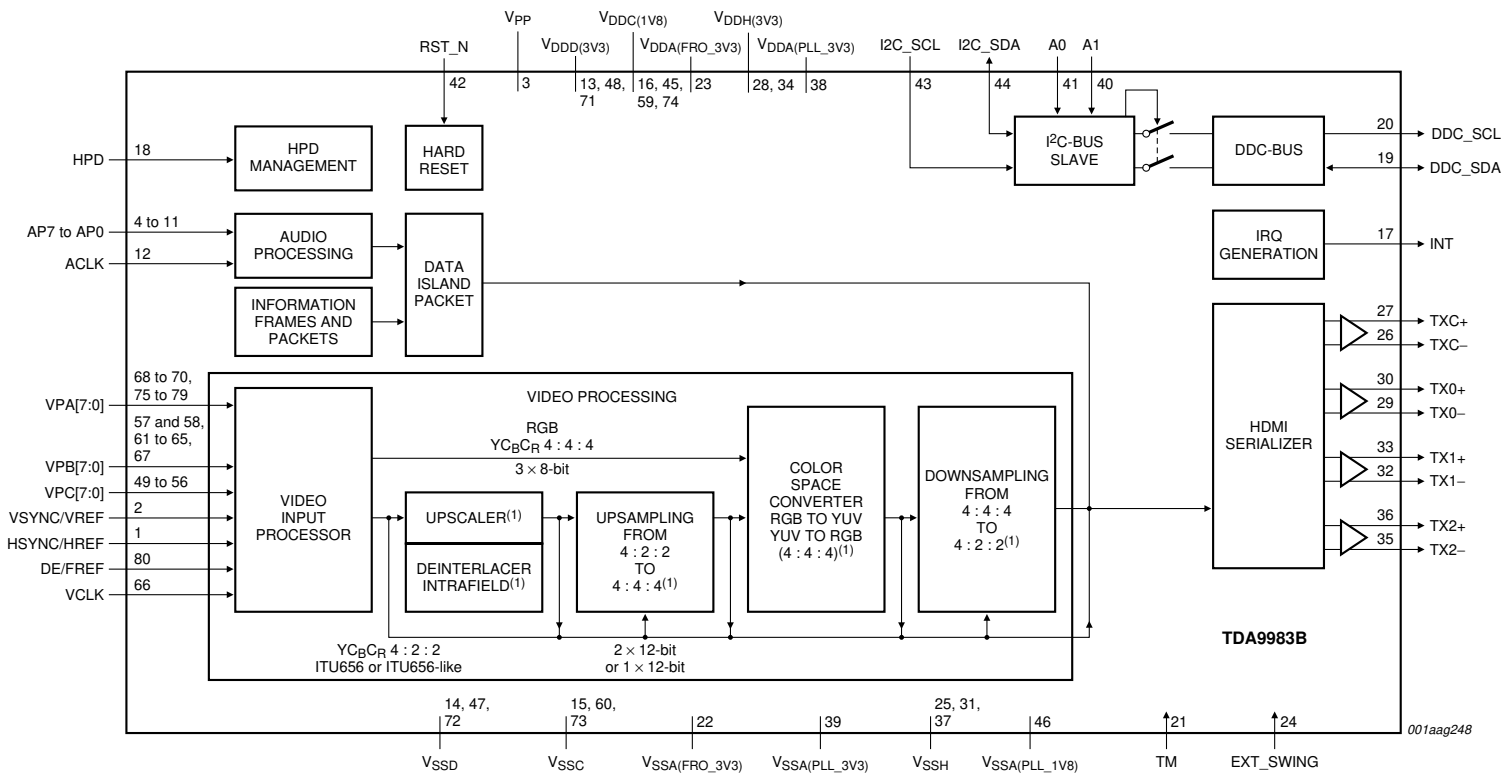 VPP
VDDC(1V8)
VDDH(3V3)
RST_N
VDDD(3V3)
VDDA(FRO_3V3)
VDDA(PLL_3V3)
I2C_SCL
I2C_SDA
A0
A1
42
3
13, 48,
71
16, 45,
59, 74
23
28, 34
38
43
44
41
40
HPD
18
HPD
MANAGEMENT
HARD
RESET
I²C-BUS
SLAVE
DDC-BUS
20
DDC_SCL
19
DDC_SDA
AP7 to AP0
4 to 11
ACLK
12
AUDIO
PROCESSING
INFORMATION
FRAMES AND
PACKETS
DATA
ISLAND
PACKET
IRQ
GENERATION
17
INT
HDMI
SERIALIZER
27
TXC+
26
TXC−
30
TX0+
29
TX0−
33
TX1+
32
TX1−
36
TX2+
35
TX2−
68 to 70,
75 to 79
VPA[7:0]
57 and 58,
61 to 65,
67
VPB[7:0]
49 to 56
VPC[7:0]
2
VSYNC/VREF
1
HSYNC/HREF
80
DE/FREF
66
VCLK
VIDEO PROCESSING
VIDEO
INPUT
PROCESSOR
RGB
YCBCR 4 : 4 : 4
3 × 8-bit
UPSCALER(1)
DEINTERLACER
INTRAFIELD(1)
UPSAMPLING
FROM
4 : 2 : 2
TO
4 : 4 : 4(1)
COLOR
SPACE
CONVERTER
RGB TO YUV
YUV TO RGB
(4 : 4 : 4)(1)
DOWNSAMPLING
FROM
4 : 4 : 4
TO
4 : 2 : 2(1)
YCBCR 4 : 2 : 2
ITU656 or ITU656-like
2 × 12-bit
or 1 × 12-bit
TDA9983B
14, 47,
72
15, 60,
73
22
39
25, 31,
37
46
21
24
001aag248
VSSD
VSSC
VSSA(FRO_3V3)
VSSA(PLL_3V3)
VSSH
VSSA(PLL_1V8)
TM
EXT_SWING